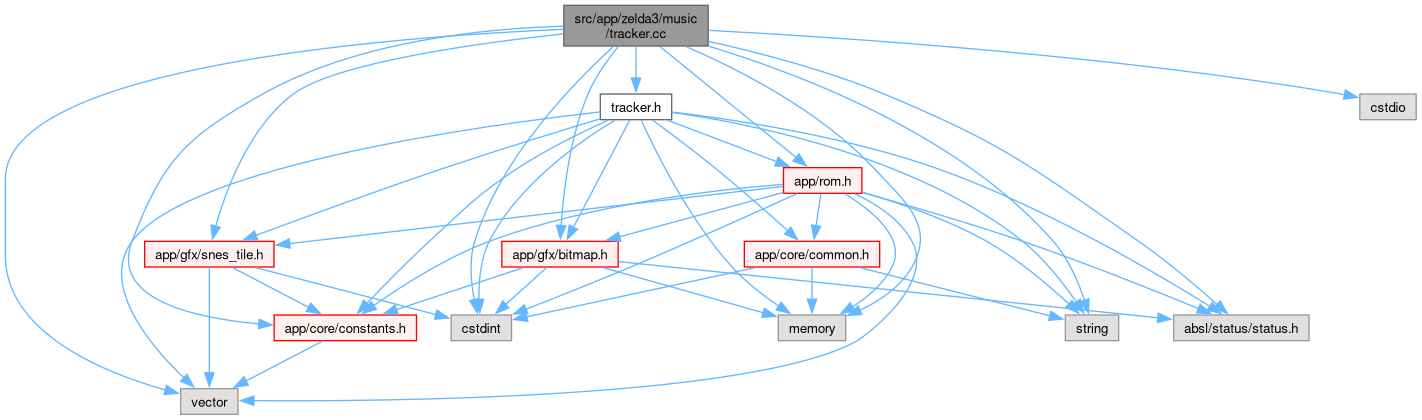 src/app/zelda3/music
/tracker.cc
tracker.h
cstdio
app/rom.h
app/gfx/snes_tile.h
app/gfx/bitmap.h
app/core/common.h
app/core/constants.h
cstdint
memory
string
absl/status/status.h
vector